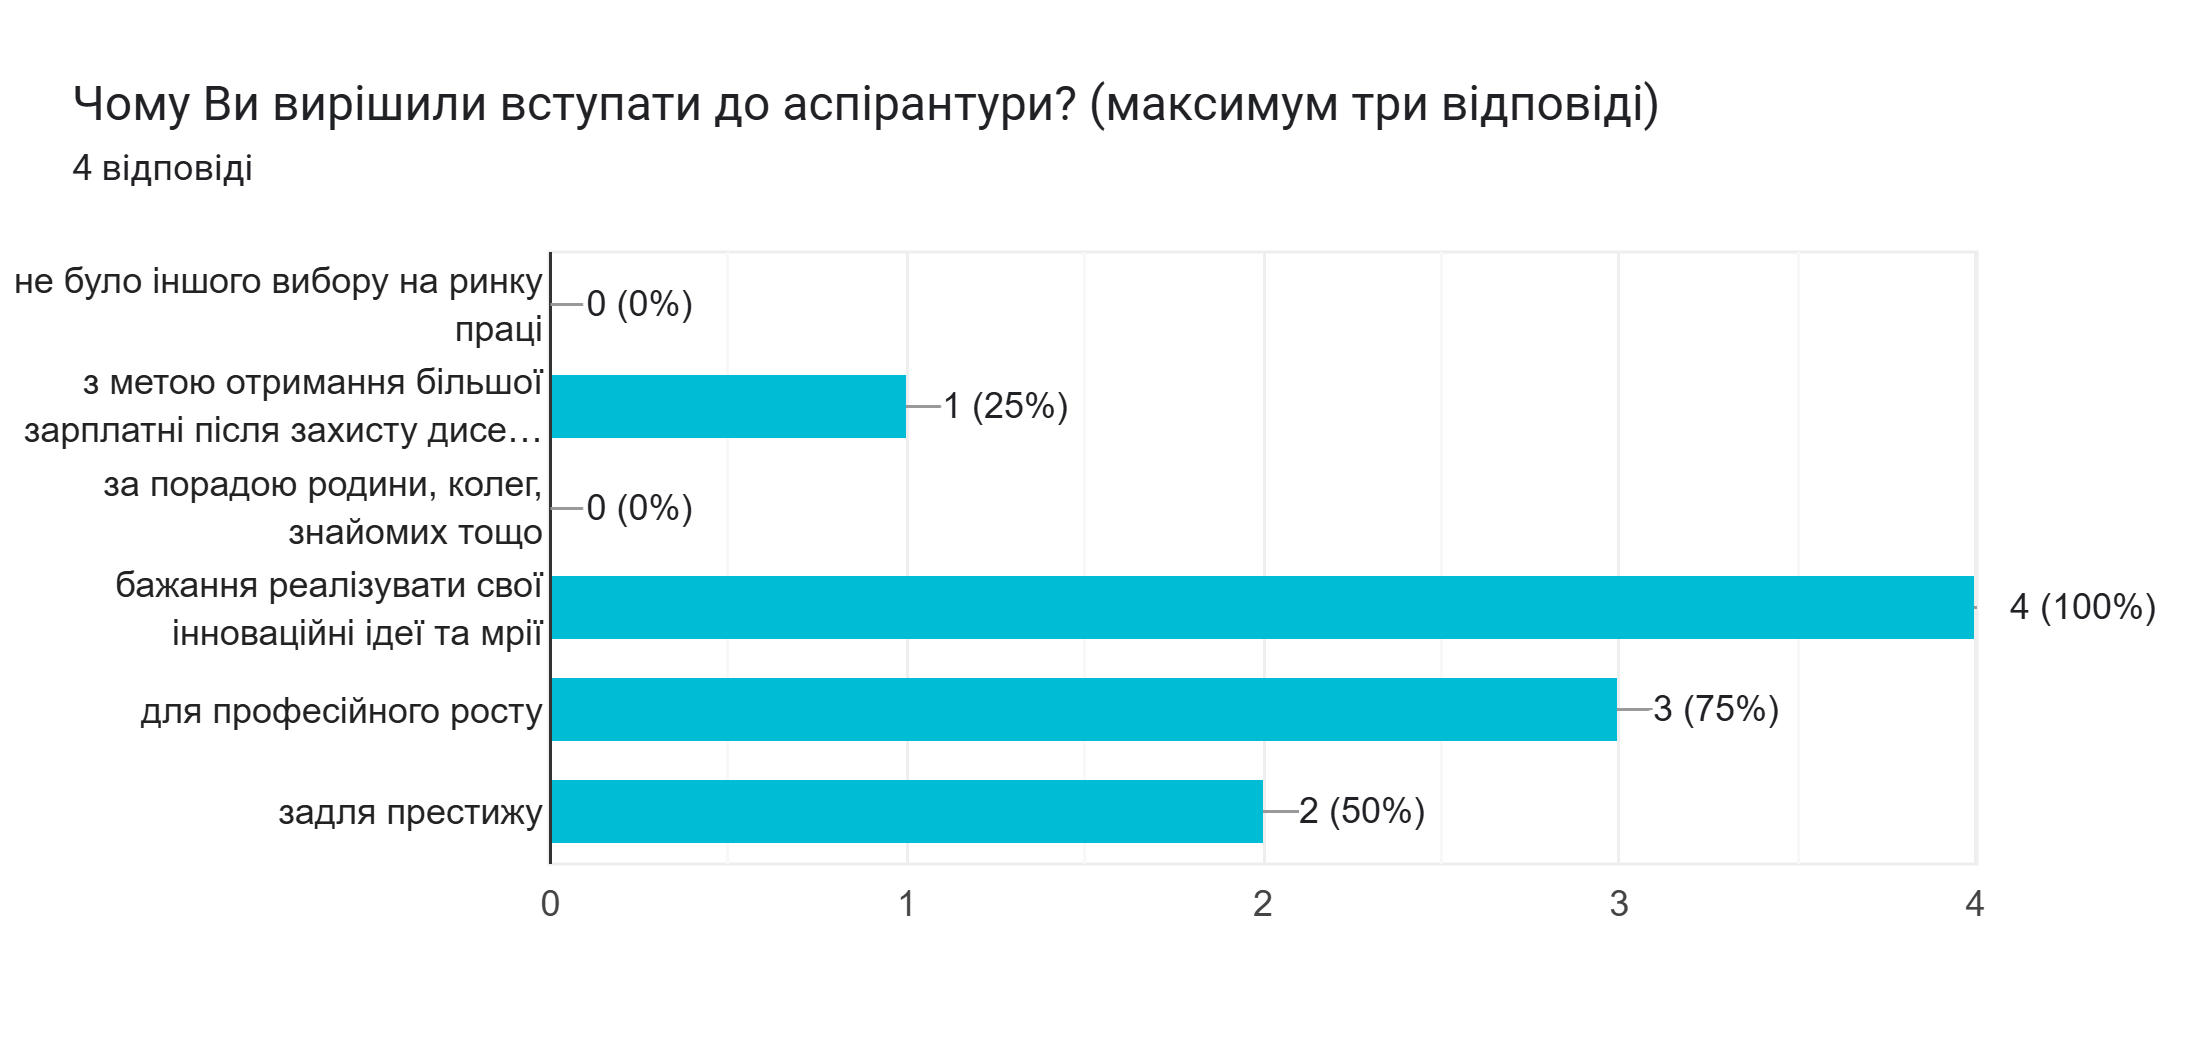 Чому Ви вирішили вступати до аспірантури? (максимум три відповіді)
4 відповіді
не було іншого вибору на ринку
праці
0 (0%)
з метою отримання більшої
зарплатні після захисту дисе…
1 (25%)
за порадою родини, колег,
знайомих тощо
0 (0%)
бажання реалізувати свої
інноваційні ідеї та мрії
4 (100%)
для професійного росту
3 (75%)
задля престижу
2 (50%)
0 1 2 3 4